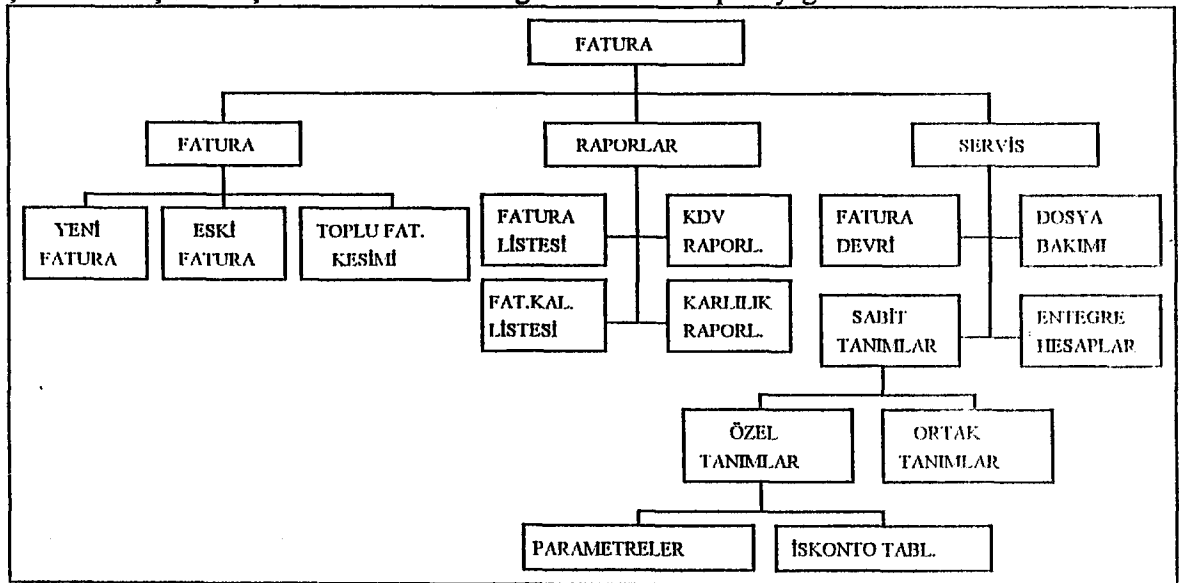 FATURA
FATURA
RAPORLAR
SERVİS
YENİ
FATURA
ESKİ
FATURA
TOPLU FAT.
KESİMİ
FATURA
LİSTESİ
KDV
RAPORL.
FATURA
DEVRİ
DOSYA
BAKIMI
FAT.KAL.
LİSTESİ
KARLILIK
RAPORL.
SABİT
TANIMLAR
ENTEGRE
HESAPLAR
ÖZEL
TANIMLAR
ORTAK
TANIMLAR
PARAMETRELER
İSKONTO TABL.